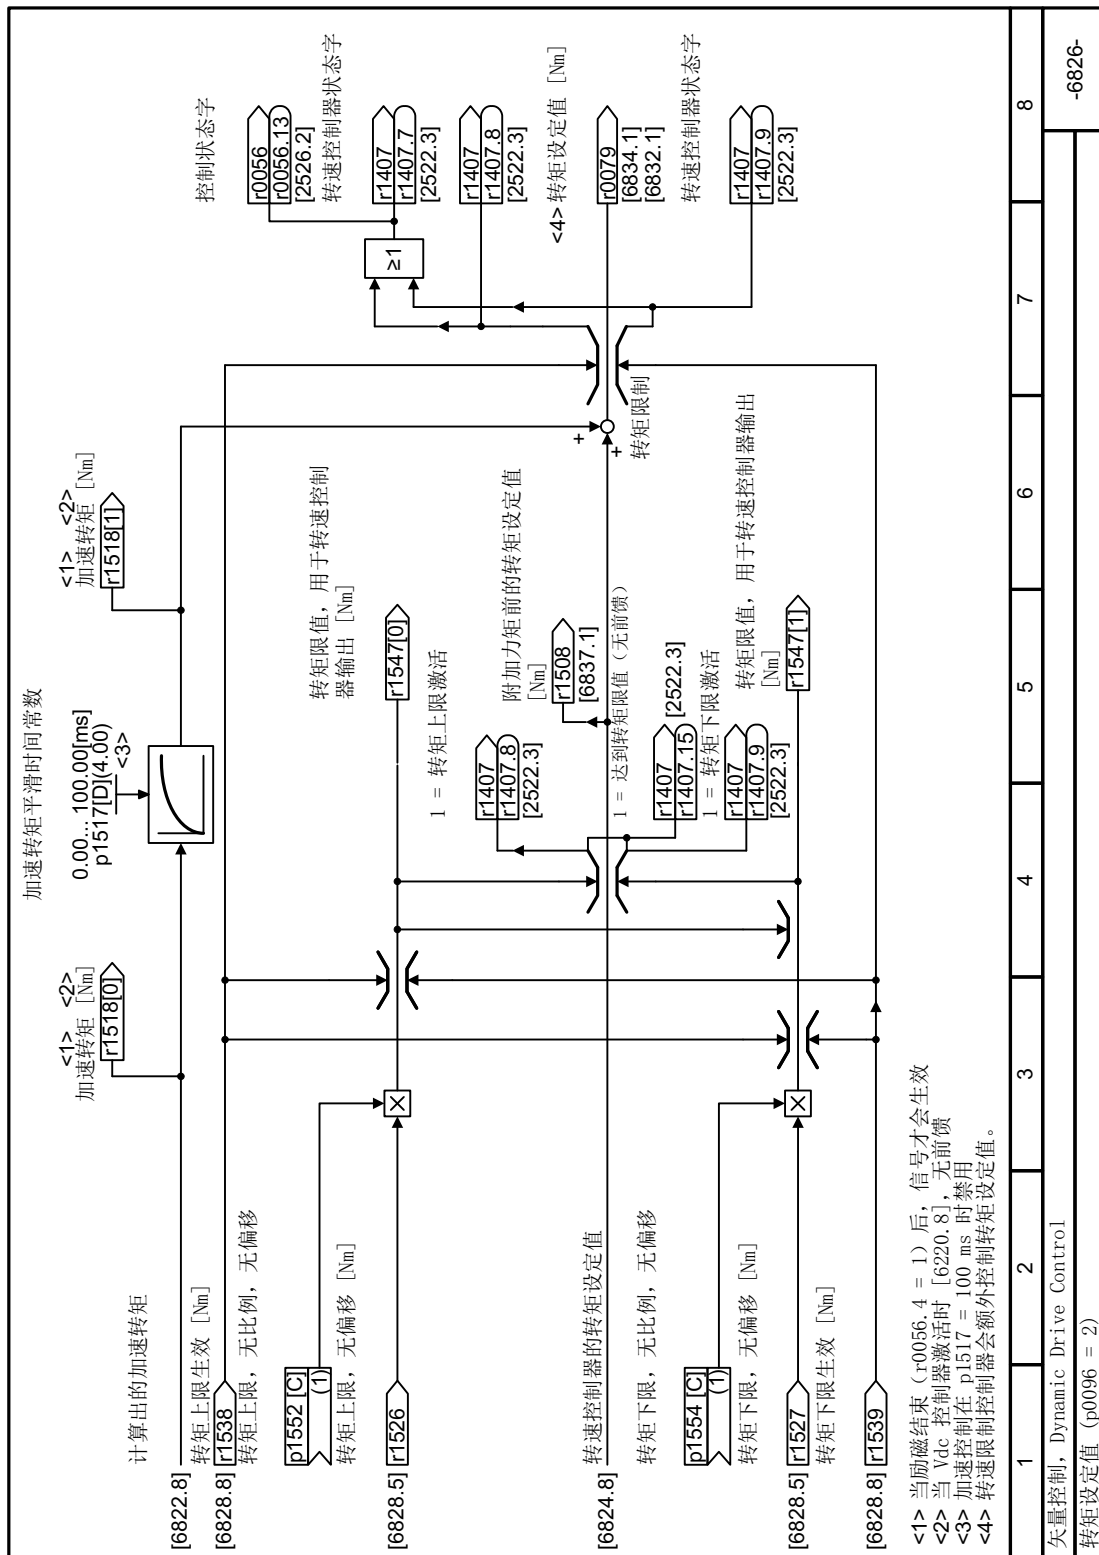 加速转矩平滑时间常数
0.00... 100.00[ms]
p1517[D](4.00)
<3>
<1> <2>
加速转矩 [Nm]
r1518[0]
<1> <2>
加速转矩 [Nm]
r1518[1]
计算出的加速转矩
[6822.8]
转矩上限生效 [Nm]
[6828.8]
r1538
转矩上限, 无比例, 无偏移
p1552 [C]
(1)
转矩上限, 无偏移 [Nm]
[6828.5]
r1526
转矩限值, 用于转速控制
器输出 [Nm]
r1547[0]
1 = 转矩上限激活
r1407
r1407.8
[2522.3]
附加力矩前的转矩设定值
[Nm]
r1508
[6837.1]
转速控制器的转矩设定值
[6824.8]
1 = 达到转矩限值 (无前馈)
r1407
r1407.15
[2522.3]
1 = 转矩下限激活
r1407
r1407.9
[2522.3]
转矩下限, 无比例, 无偏移
p1554 [C]
(1)
转矩下限, 无偏移 [Nm]
[6828.5]
r1527
转矩限值, 用于转速控制器输出
[Nm]
r1547[1]
转矩下限生效 [Nm]
[6828.8]
r1539
+
+
转矩限制
≥1
控制状态字
r0056
r0056.13
[2526.2]
转速控制器状态字
r1407
r1407.7
[2522.3]
r1407
r1407.8
[2522.3]
<4> 转矩设定值 [Nm]
r0079
[6834.1]
[6832.1]
转速控制器状态字
r1407
r1407.9
[2522.3]
<1> 当励磁结束 (r0056.4 = 1) 后, 信号才会生效
<2> 当 Vdc 控制器激活时 [6220.8], 无前馈
<3> 加速控制在 p1517 = 100 ms 时禁用
<4> 转速限制控制器会额外控制转矩设定值。
1 2 3 4 5 6 7 8
矢量控制, Dynamic Drive Control
转矩设定值 (p0096 = 2)
-6826-